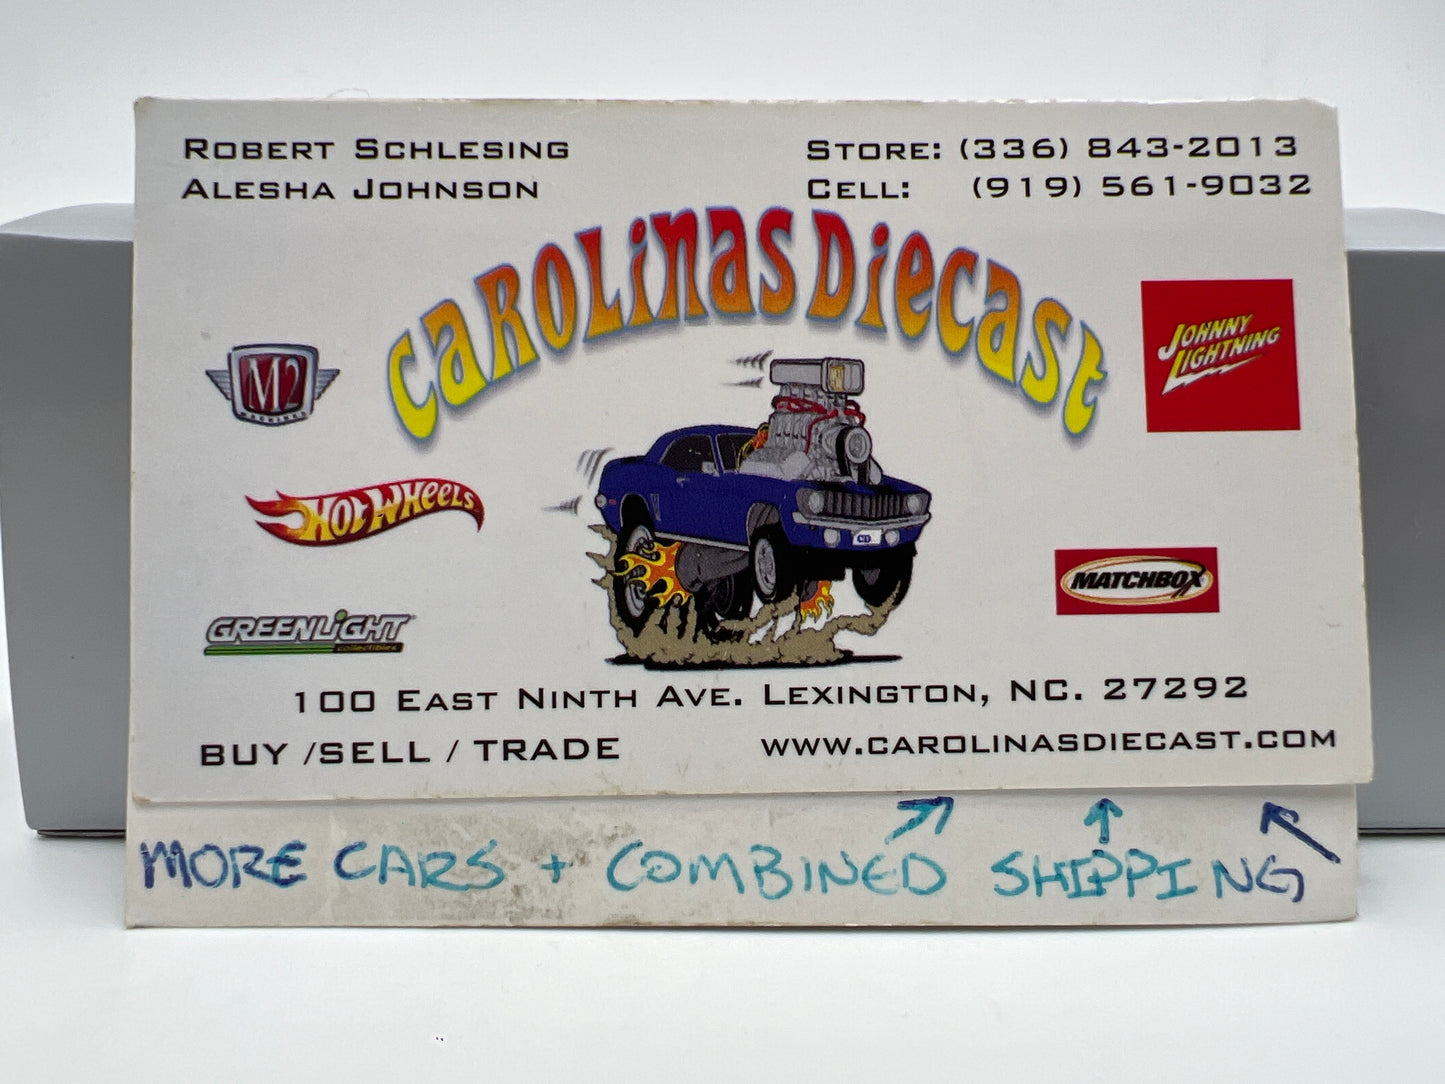 ROBERT SCHLESING
ALESHA JOHNSON
STORE: (336) 843-2013
CELL: (919) 561-9032
CAROLINAS DIECAST
M2
MACHINES
JOHNNY
LIGHTNING
HOT WHEELS
CD
MATCHBOX
GREENLIGHT
collectibles
100 EAST NINTH AVE. LEXINGTON, NC. 27292
BUY /SELL / TRADE
WWW.CAROLINASDIECAST.COM
MORE CARS + COMBINED SHIPPING